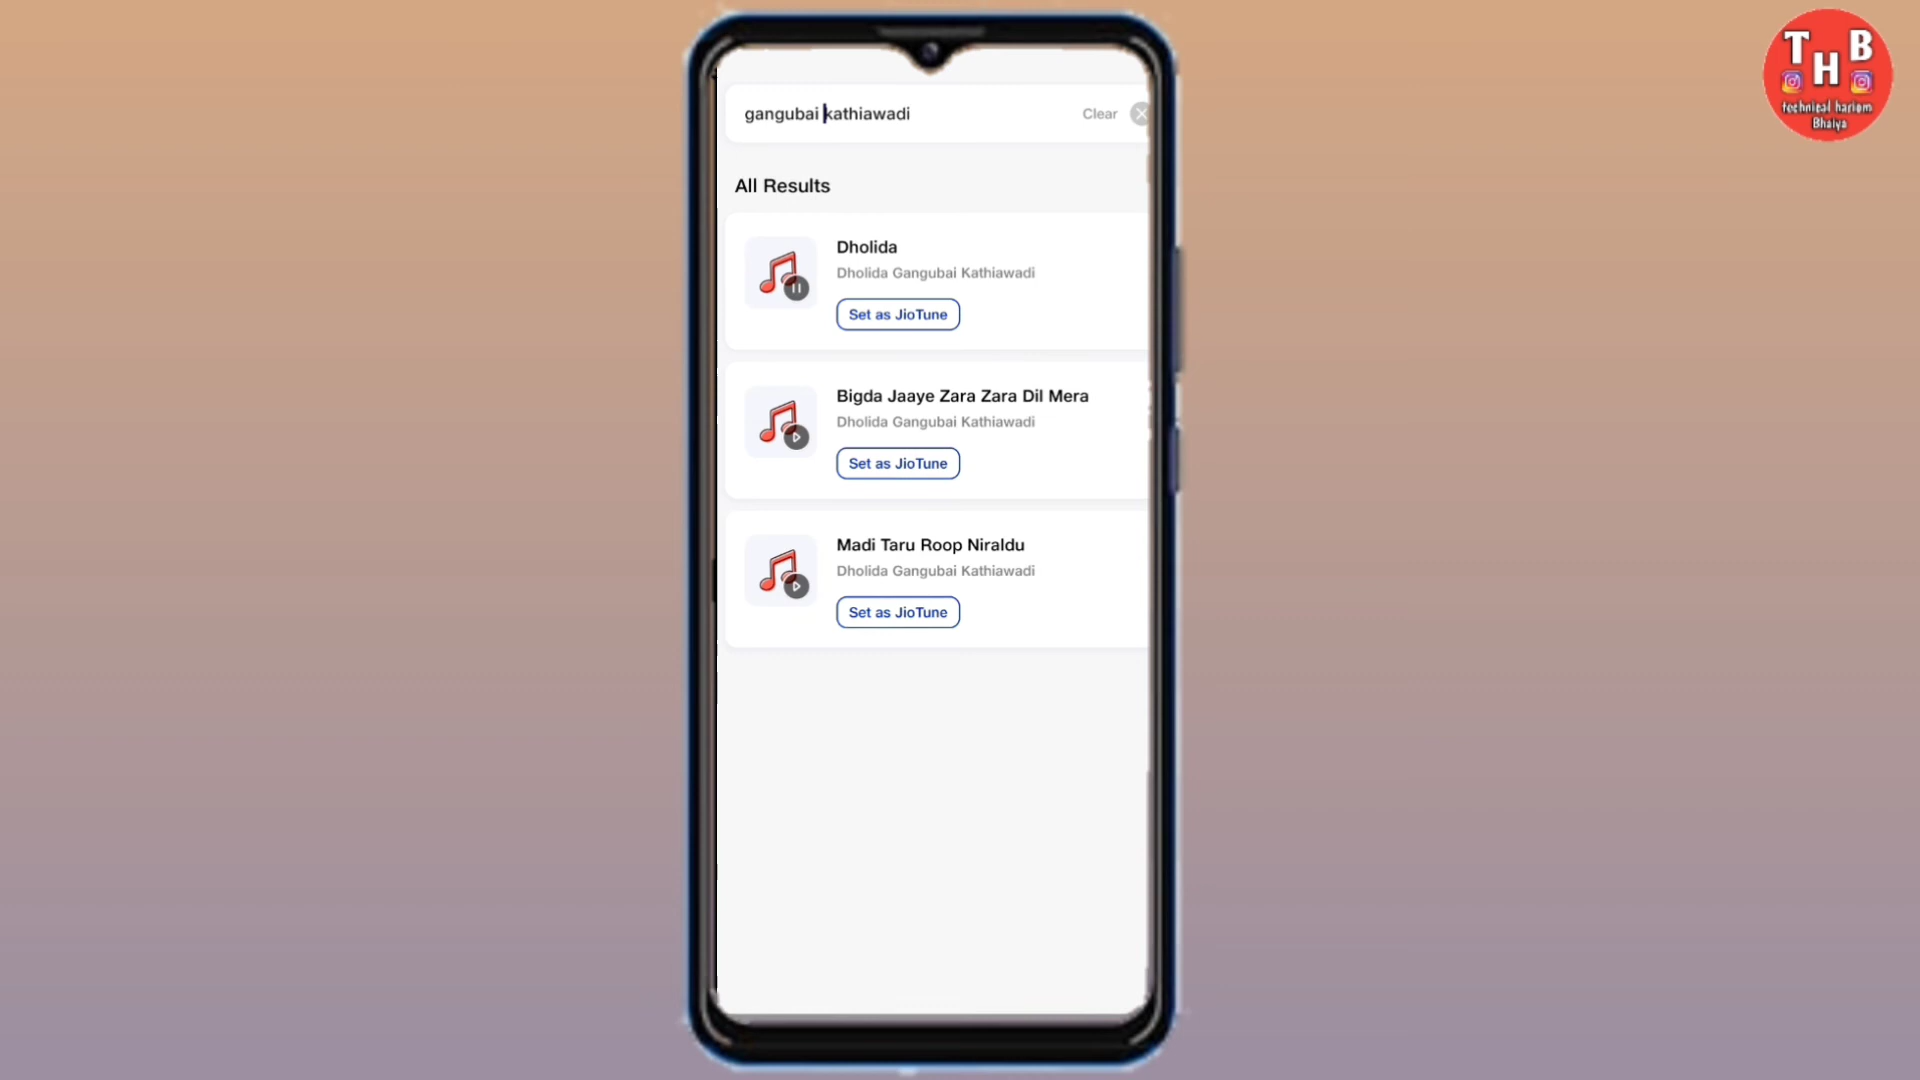 T H B
technical hariom
Bhaiya
gangubai kathiawadi
Clear
All Results
Dholida
Dholida Gangubai Kathiawadi
Set as JioTune
Bigda Jaaye Zara Zara Dil Mera
Dholida Gangubai Kathiawadi
Set as JioTune
Madi Taru Roop Niraldu
Dholida Gangubai Kathiawadi
Set as JioTune